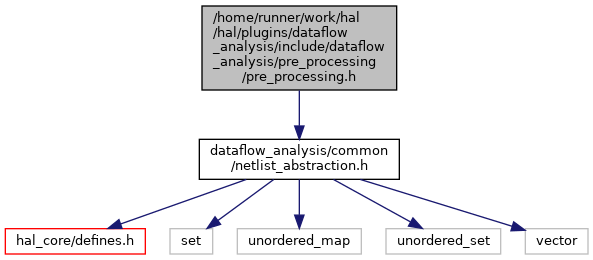 /home/runner/work/hal
/hal/plugins/dataflow
_analysis/include/dataflow
_analysis/pre_processing
/pre_processing.h
dataflow_analysis/common
/netlist_abstraction.h
hal_core/defines.h
set
unordered_map
unordered_set
vector